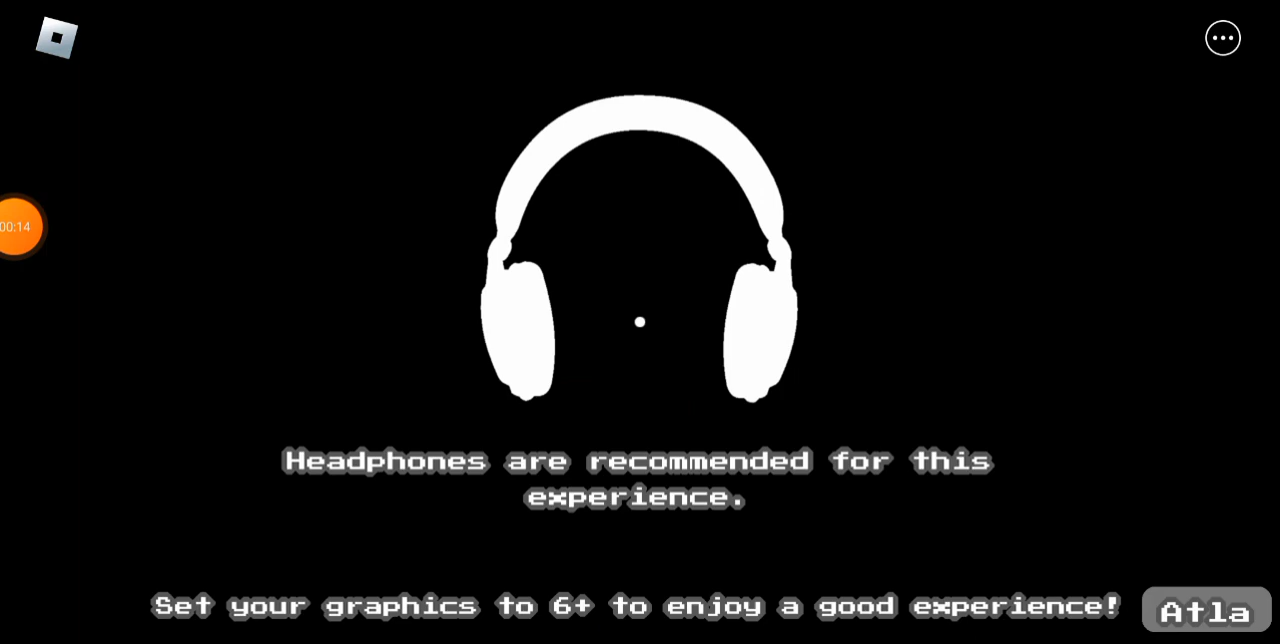 00:14
Headphones are recommended for this
experience.
Set your graphics to 6+ to enjoy a good experience!
Atla